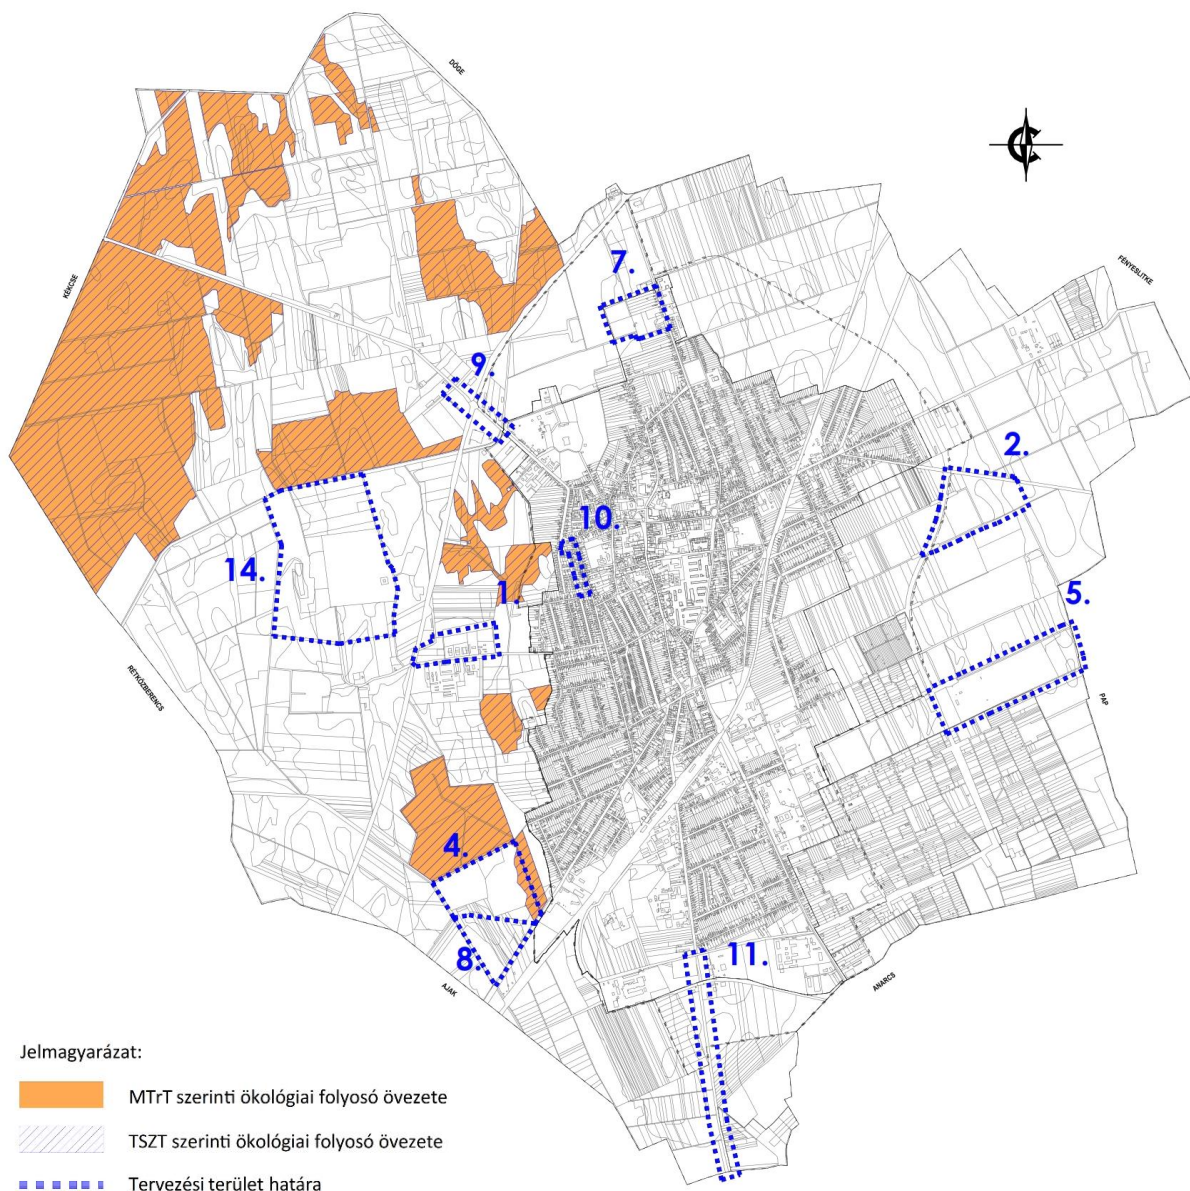 DÖGE
FÉNYESLITKE
KÉKCSE
7.
9.
2.
10.
14.
1.
5.
RÉTKÖZBERENCS
PAP
4.
8.
11.
AJAK
ANARCS
Jelmagyarázat:
MTrT szerinti ökológiai folyosó övezete
TSZT szerinti ökológiai folyosó övezete
Tervezési terület határa